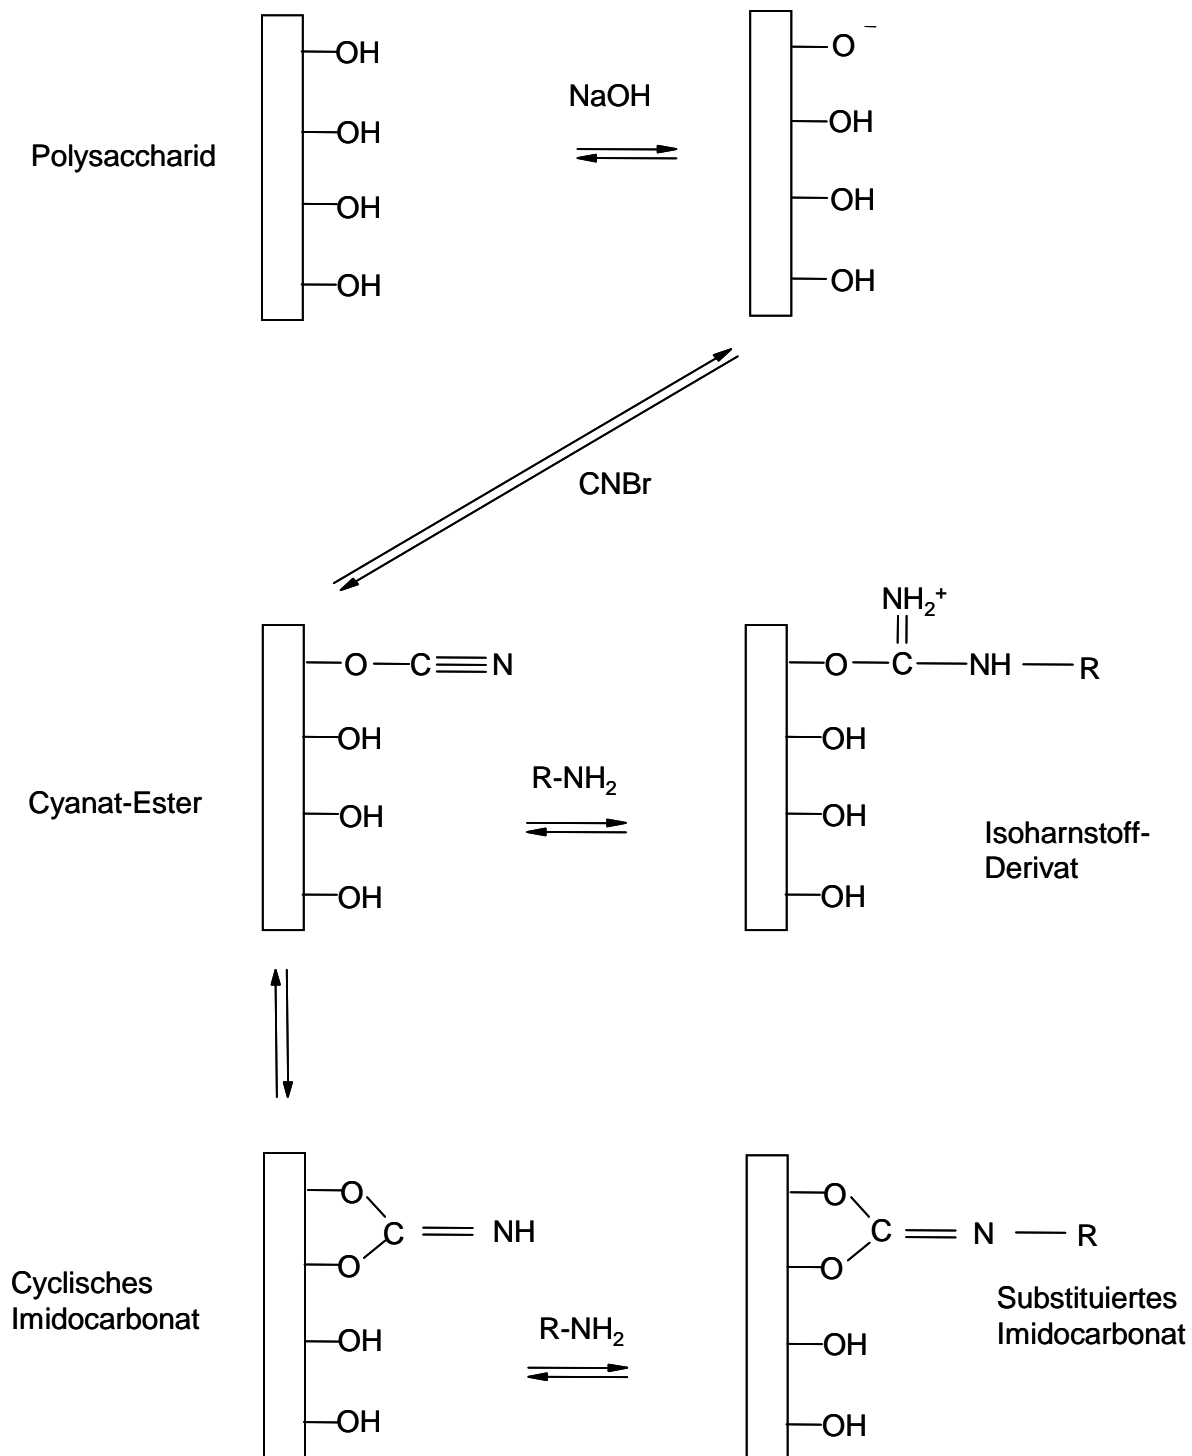 OH
O⁻
NaOH
OH
OH
Polysaccharid
OH
OH
OH
OH
CNBr
NH₂⁺
O C N
O C NH R
OH
OH
R-NH₂
Cyanat-Ester
OH
OH
Isoharnstoff-
Derivat
OH
OH
O
O
C NH
C N R
O
O
Cyclisches
Imidocarbonat
Substituiertes
Imidocarbonat
R-NH₂
OH
OH
OH
OH